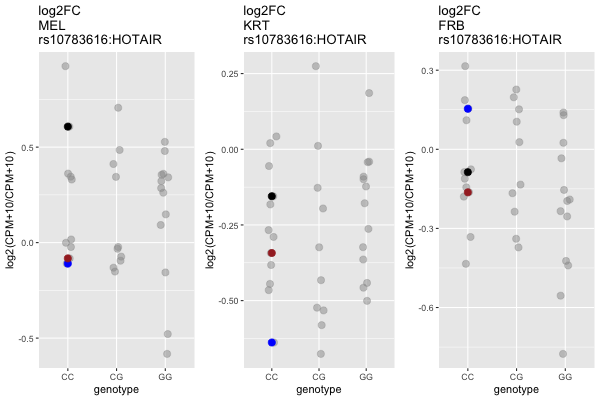 log2FC
MEL
rs10783616:HOTAIR
log2(CPM+10/CPM+10)
0.5
0.0
-0.5
CC CG GG
genotype
log2FC
KRT
rs10783616:HOTAIR
log2(CPM+10/CPM+10)
0.25
0.00
-0.25
-0.50
CC CG GG
genotype
log2FC
FRB
rs10783616:HOTAIR
log2(CPM+10/CPM+10)
0.3
0.0
-0.3
-0.6
CC CG GG
genotype